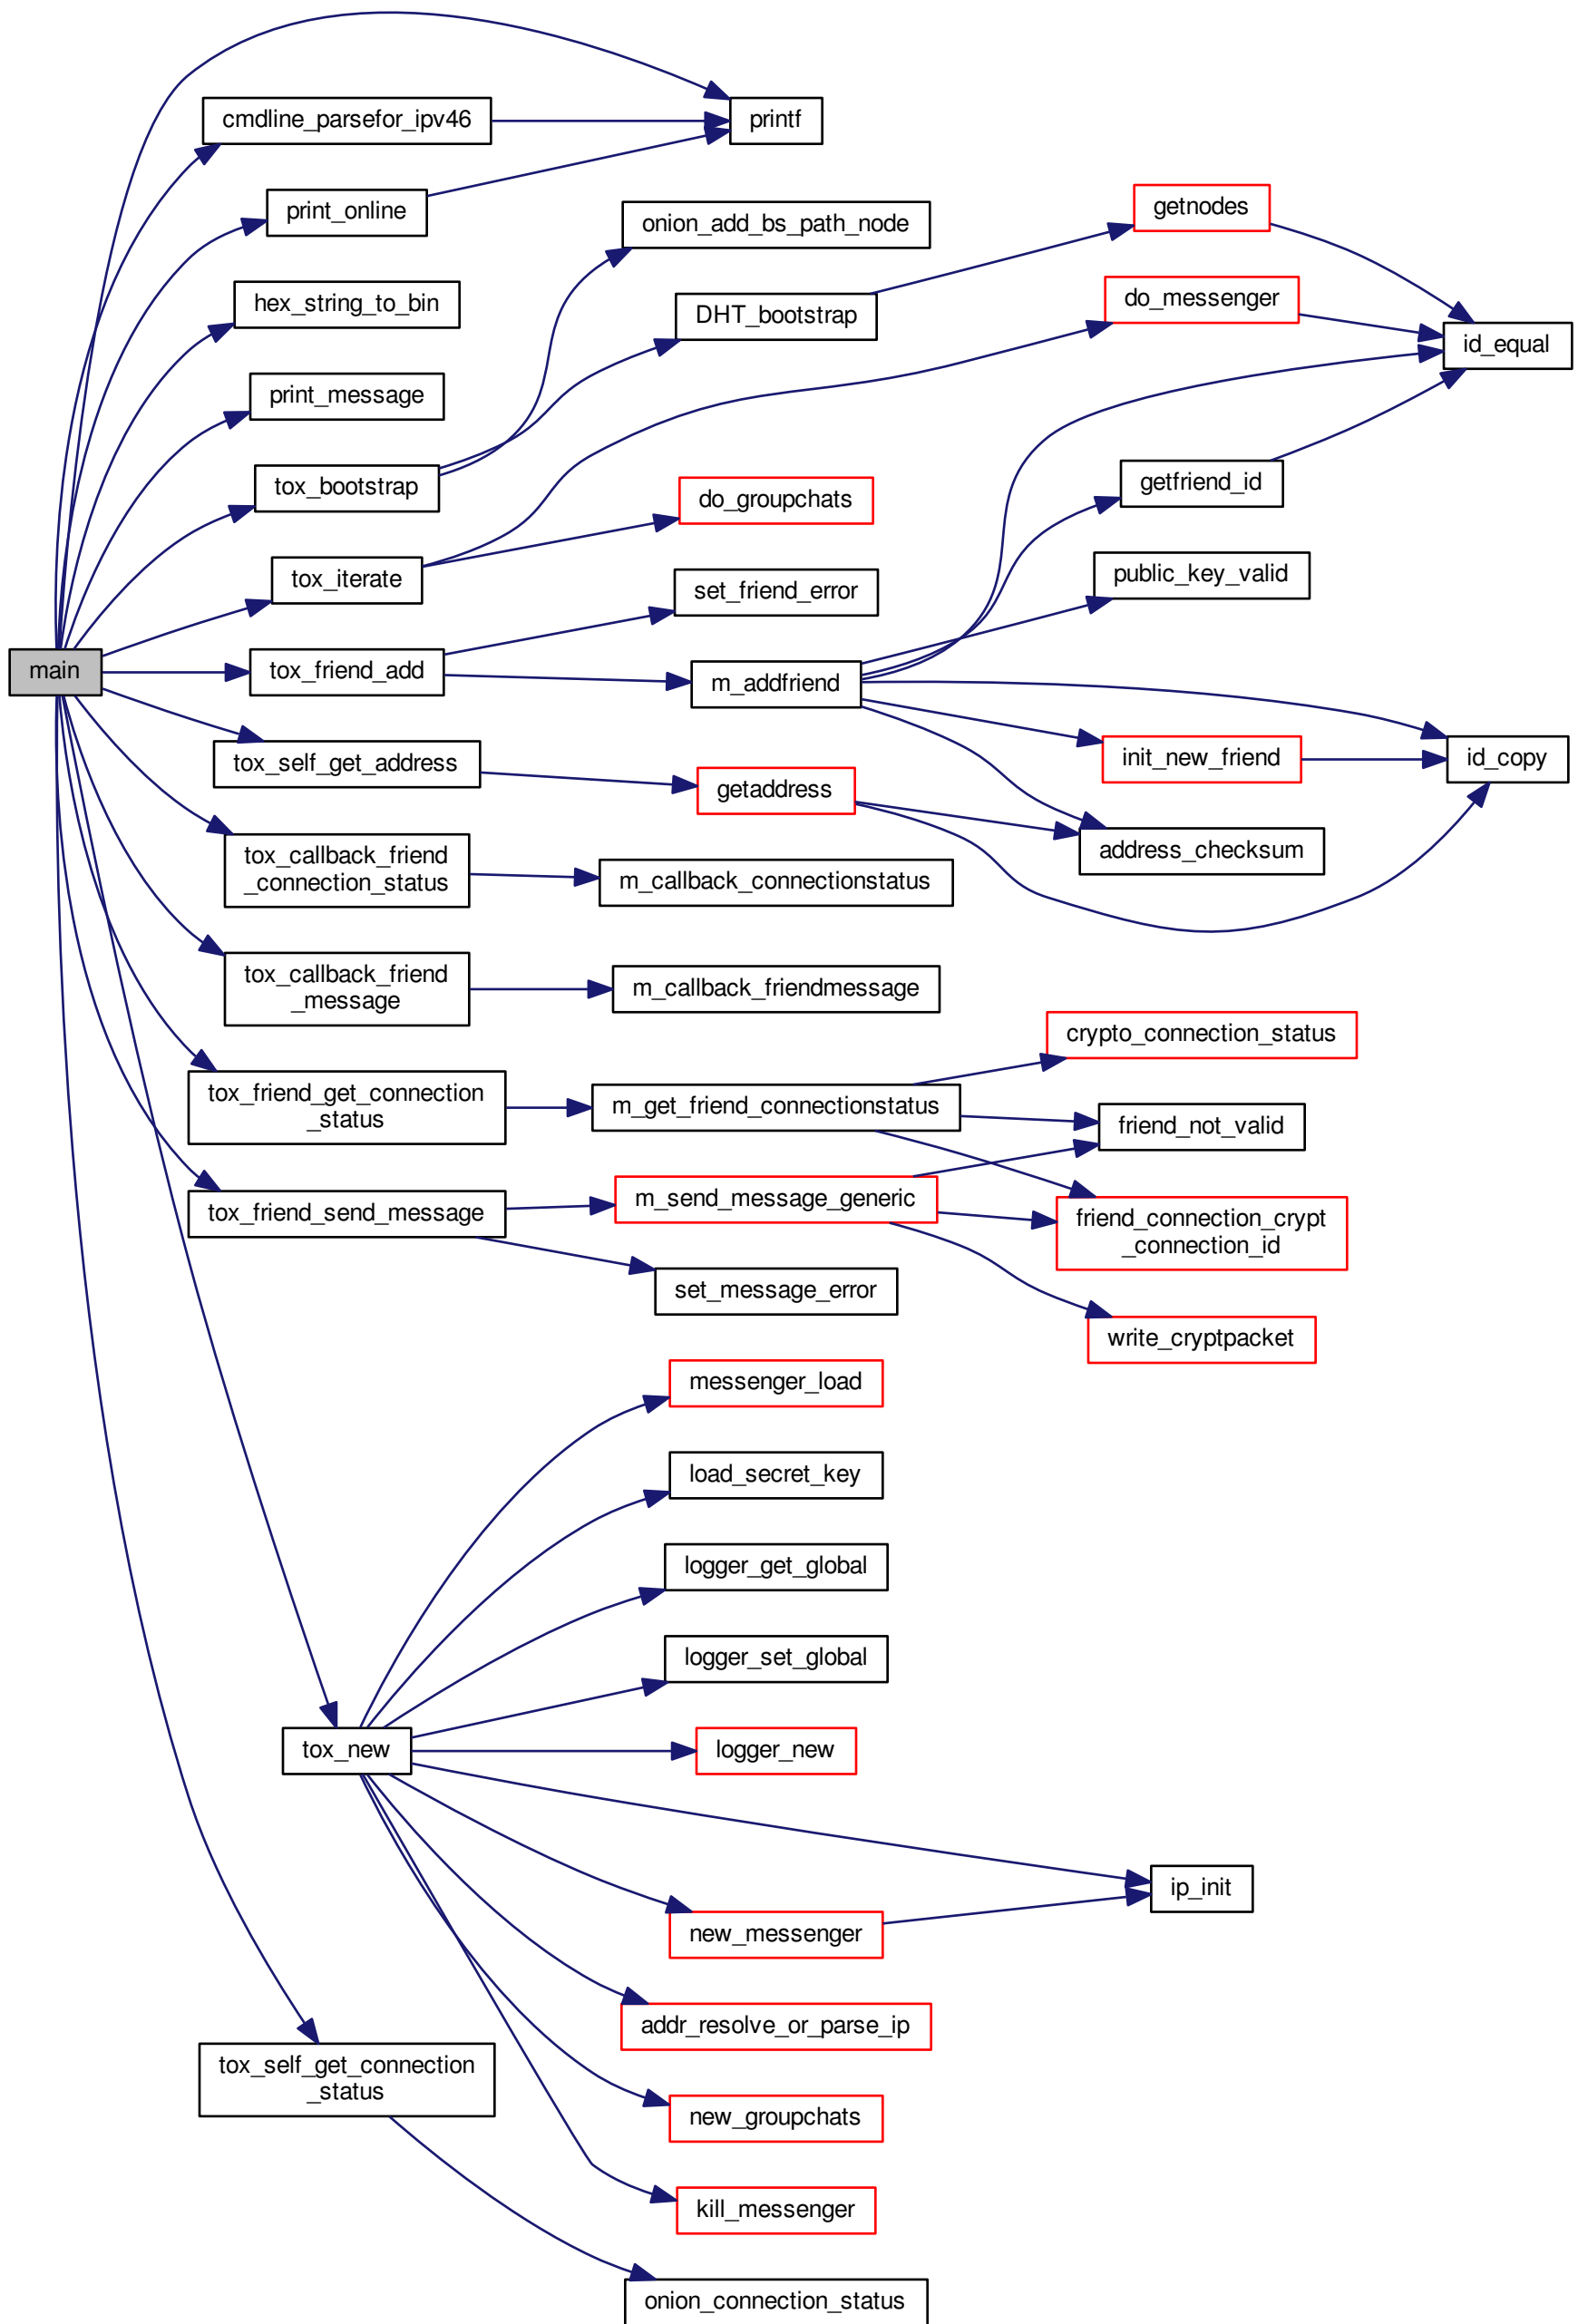 printf
cmdline_parsefor_ipv46
print_online
getnodes
onion_add_bs_path_node
hex_string_to_bin
DHT_bootstrap
do_messenger
id_equal
print_message
getfriend_id
tox_bootstrap
do_groupchats
public_key_valid
tox_iterate
set_friend_error
main
tox_friend_add
m_addfriend
init_new_friend
id_copy
tox_self_get_address
getaddress
address_checksum
tox_callback_friend
_connection_status
m_callback_connectionstatus
tox_callback_friend
_message
m_callback_friendmessage
crypto_connection_status
tox_friend_get_connection
_status
m_get_friend_connectionstatus
friend_not_valid
tox_friend_send_message
m_send_message_generic
friend_connection_crypt
_connection_id
set_message_error
write_cryptpacket
messenger_load
load_secret_key
logger_get_global
logger_set_global
tox_new
logger_new
ip_init
new_messenger
addr_resolve_or_parse_ip
tox_self_get_connection
_status
new_groupchats
kill_messenger
onion_connection_status